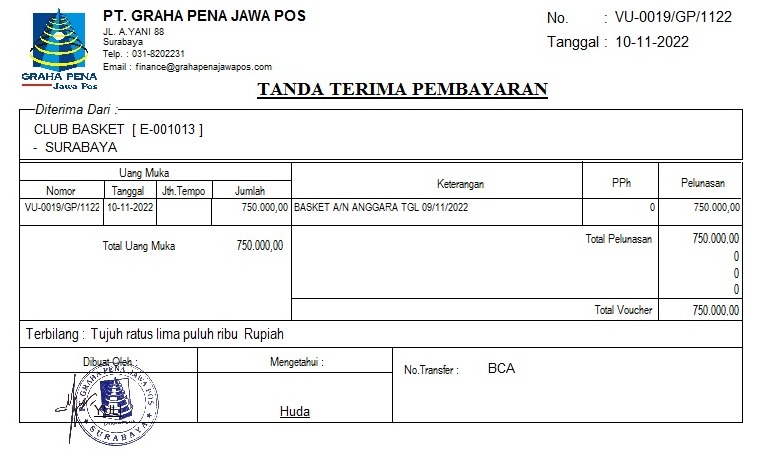 PT. GRAHA PENA JAWA POS
JL. A.YANI 88
Surabaya
Telp. : 031-8202231
Email : finance@grahapenajawapos.com
GRAHA PENA
Jawa Pos
No. : VU-0019/GP/1122
Tanggal : 10-11-2022
TANDA TERIMA PEMBAYARAN
Diterima Dari :
CLUB BASKET [ E-001013 ]
- SURABAYA
Uang Muka
Nomor Tanggal Jth.Tempo Jumlah Keterangan PPh Pelunasan
VU-0019/GP/1122 10-11-2022 750.000,00 BASKET A/N ANGGARA TGL 09/11/2022 0 750.000,00
Total Uang Muka 750.000,00 Total Pelunasan 750.000,00
0
0
0
Total Voucher 750.000,00
Terbilang : Tujuh ratus lima puluh ribu Rupiah
Dibuat Oleh : Mengetahui : No.Transfer : BCA
PT. GRAHA PENA JAWA POS
SURABAYA
Huda